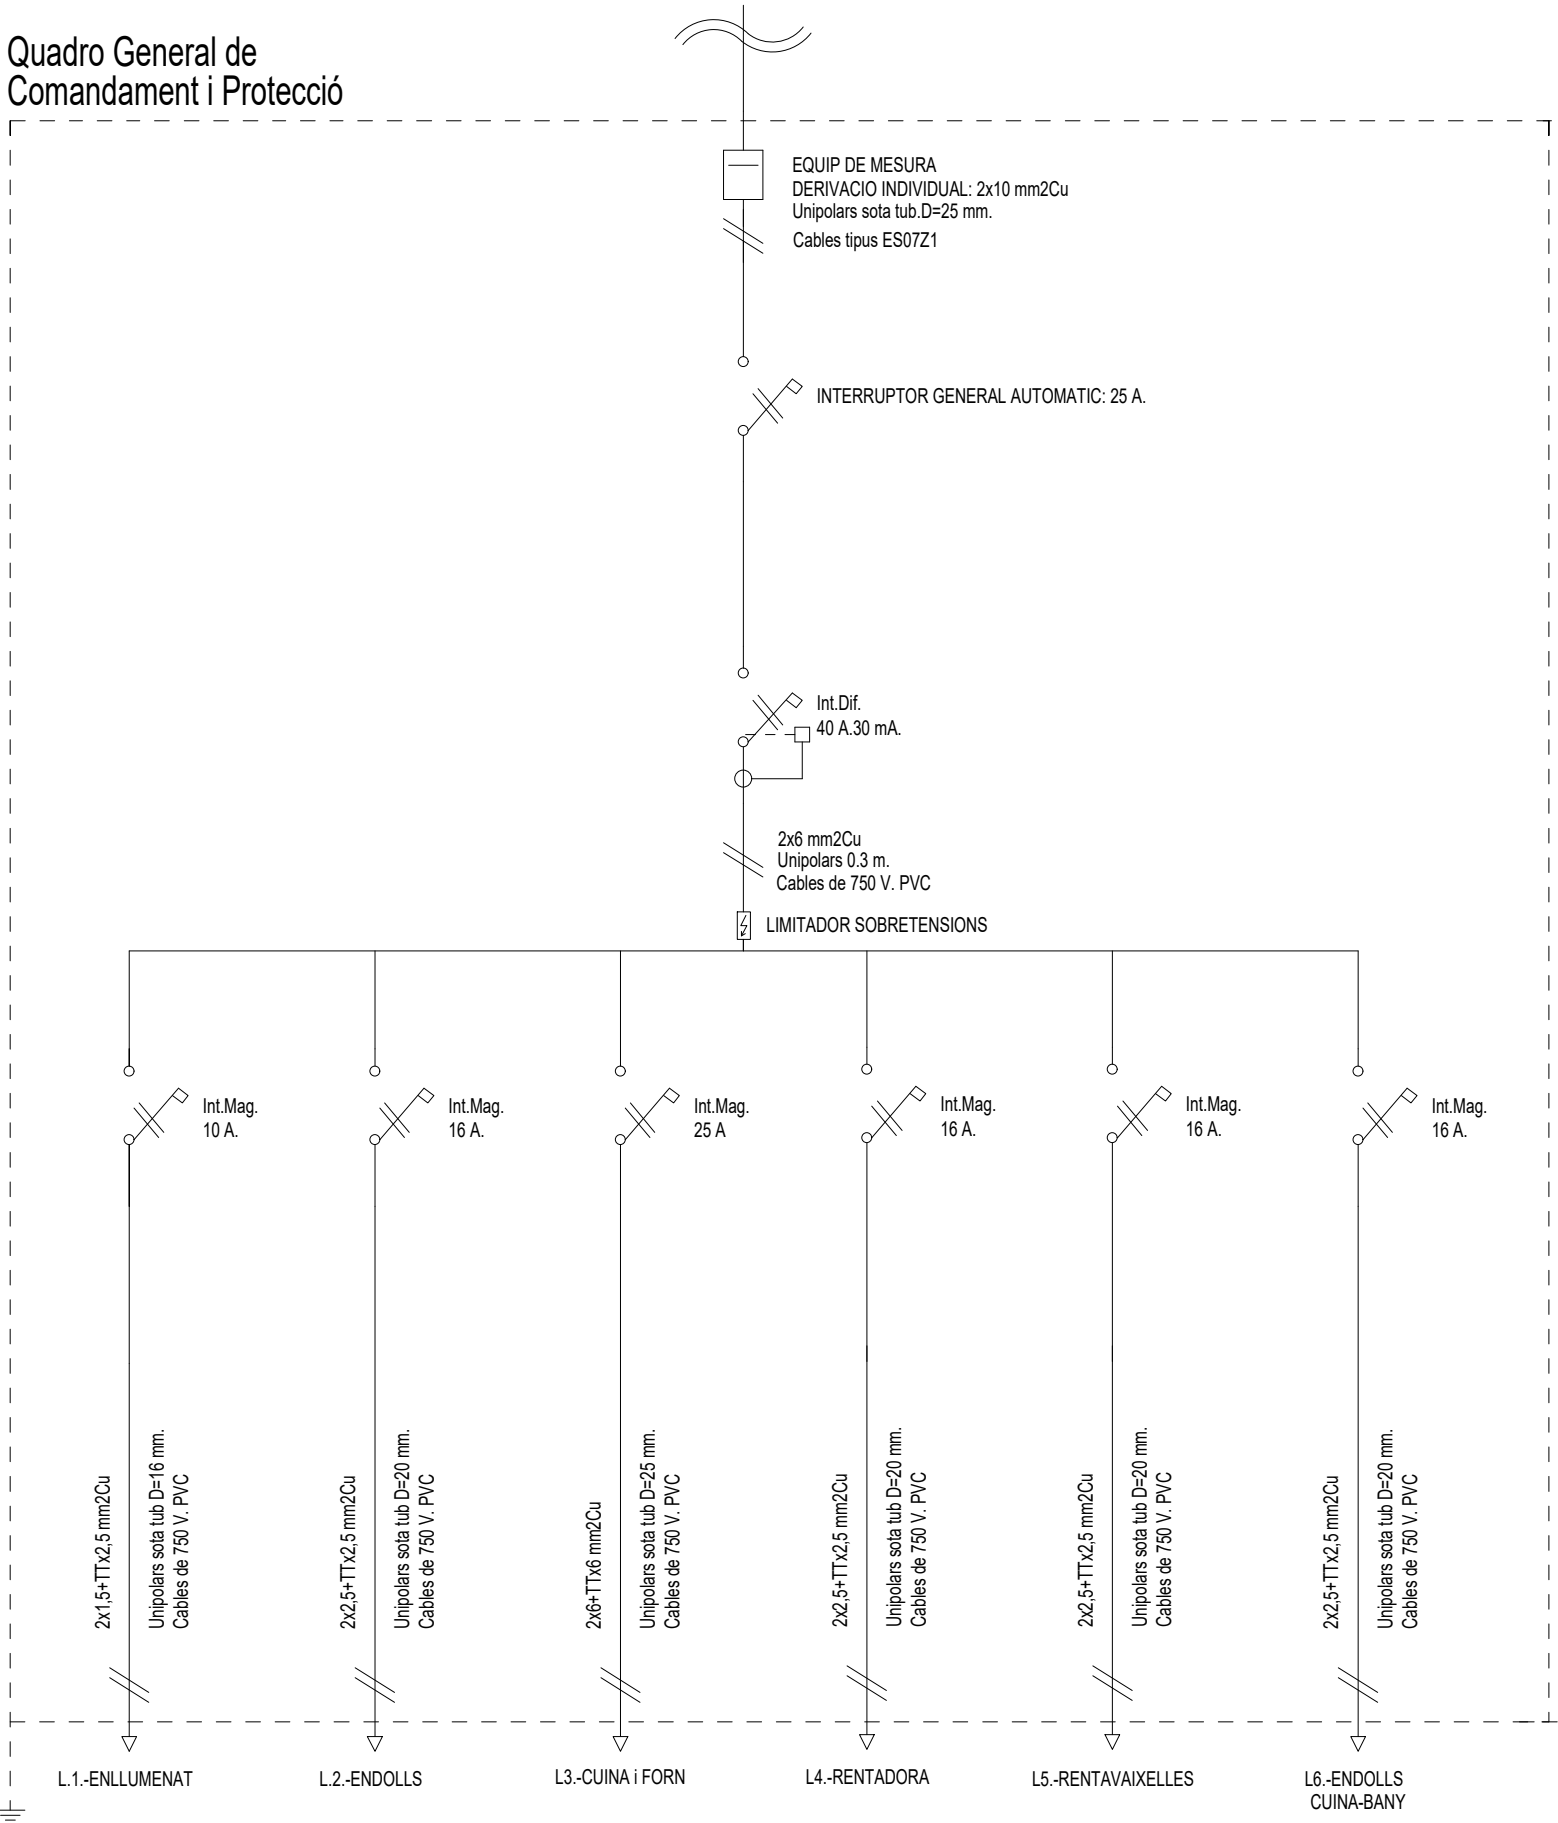 Quadro General de
Comandament i Protecció
EQUIP DE MESURA
DERIVACIO INDIVIDUAL: 2x10 mm2Cu
Unipolars sota tub.D=25 mm.
Cables tipus ES07Z1
INTERRUPTOR GENERAL AUTOMATIC: 25 A.
Int.Dif.
40 A.30 mA.
2x6 mm2Cu
Unipolars 0.3 m.
Cables de 750 V. PVC
LIMITADOR SOBRETENSIONS
Int.Mag.
10 A.
Int.Mag.
16 A.
Int.Mag.
25 A
Int.Mag.
16 A.
Int.Mag.
16 A.
Int.Mag.
16 A.
2x1,5+TTx2,5 mm2Cu
Unipolars sota tub D=16 mm.
Cables de 750 V. PVC
2x2,5+TTx2,5 mm2Cu
Unipolars sota tub D=20 mm.
Cables de 750 V. PVC
2x6+TTx6 mm2Cu
Unipolars sota tub D=25 mm.
Cables de 750 V. PVC
2x2,5+TTx2,5 mm2Cu
Unipolars sota tub D=20 mm.
Cables de 750 V. PVC
2x2,5+TTx2,5 mm2Cu
Unipolars sota tub D=20 mm.
Cables de 750 V. PVC
2x2,5+TTx2,5 mm2Cu
Unipolars sota tub D=20 mm.
Cables de 750 V. PVC
L.1.-ENLLUMENAT
L.2.-ENDOLLS
L3.-CUINA i FORN
L4.-RENTADORA
L5.-RENTAVAIXELLES
L6.-ENDOLLS
CUINA-BANY